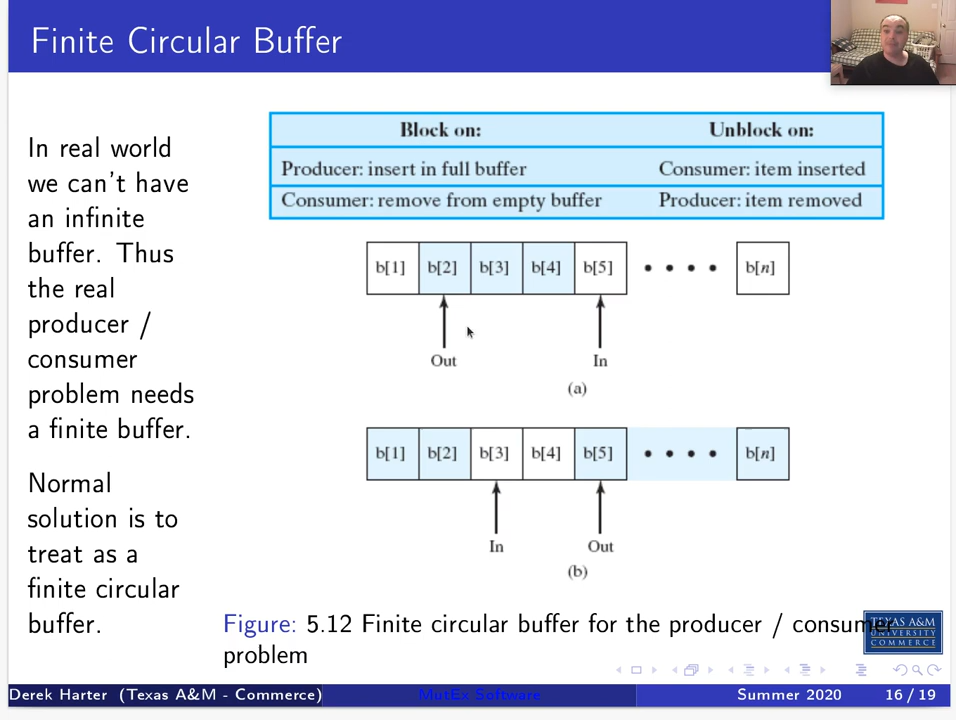 Finite Circular Buffer
In real world
we can't have
an infinite
buffer. Thus
the real
producer /
consumer
problem needs
a finite buffer.
Normal
solution is to
treat as a
finite circular
buffer.
Block on: Unblock on:
Producer: insert in full buffer Consumer: item inserted
Consumer: remove from empty buffer Producer: item removed
b[1] b[2] b[3] b[4] b[5] • • • • b[n]
Out In
(a)
b[1] b[2] b[3] b[4] b[5] • • • • b[n]
In Out
(b)
Figure: 5.12 Finite circular buffer for the producer / consumer
problem
TEXAS A&M
UNIVERSITY
COMMERCE
Derek Harter (Texas A&M - Commerce) MutEx Software Summer 2020 16 / 19